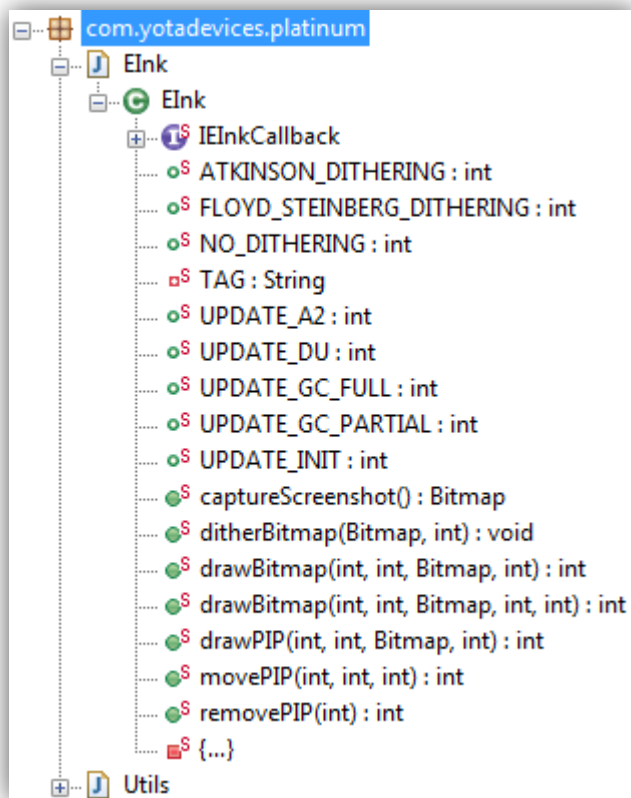 com.yotadevices.platinum
J EInk
C EInk
I S IEInkCallback
S ATKINSON_DITHERING : int
S FLOYD_STEINBERG_DITHERING : int
S NO_DITHERING : int
S TAG : String
S UPDATE_A2 : int
S UPDATE_DU : int
S UPDATE_GC_FULL : int
S UPDATE_GC_PARTIAL : int
S UPDATE_INIT : int
S captureScreenshot() : Bitmap
S ditherBitmap(Bitmap, int) : void
S drawBitmap(int, int, Bitmap, int) : int
S drawBitmap(int, int, Bitmap, int, int) : int
S drawPIP(int, int, Bitmap, int) : int
S movePIP(int, int, int) : int
S removePIP(int) : int
S {...}
J Utils